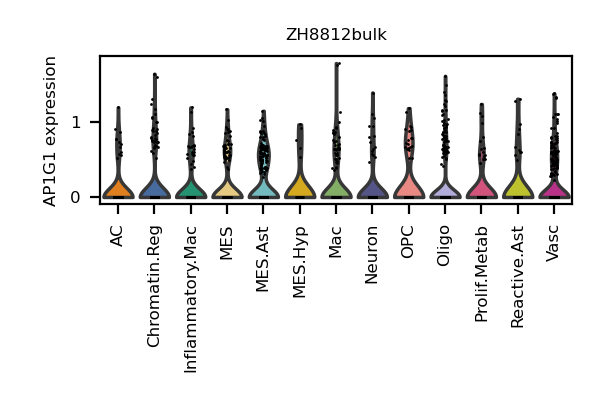 ZH8812bulk
AP1G1 expression
1
0
AC
Chromatin.Reg
Inflammatory.Mac
MES
MES.Ast
MES.Hyp
Mac
Neuron
OPC
Oligo
Prolif.Metab
Reactive.Ast
Vasc